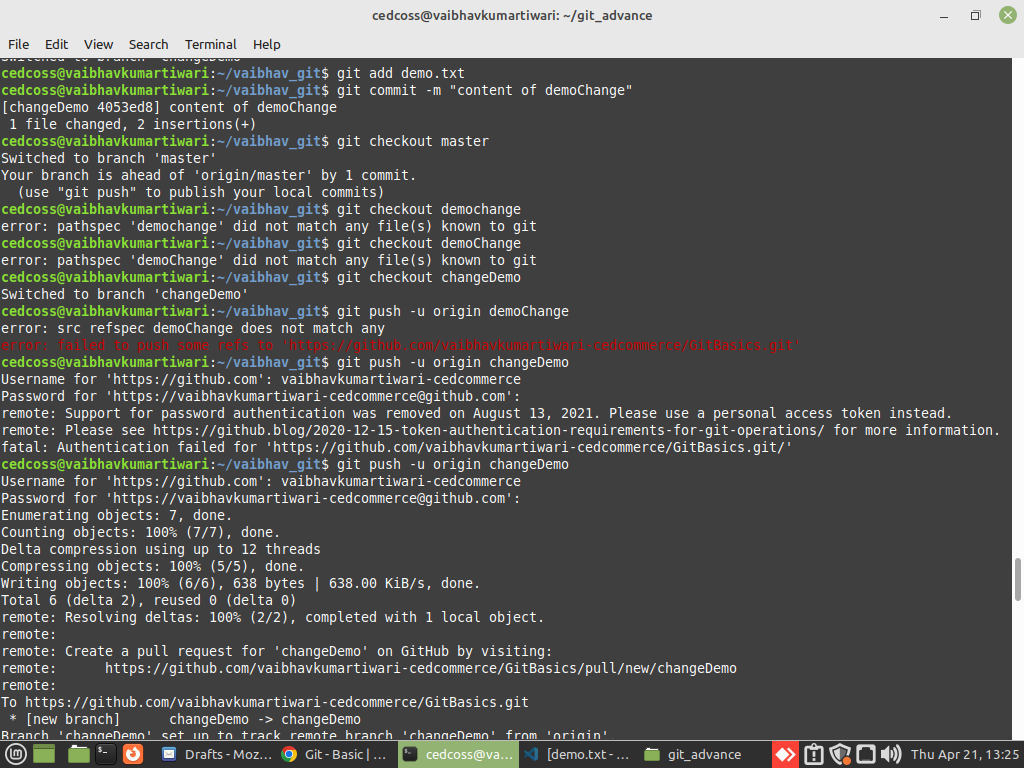 cedcoss@vaibhavkumartiwari: ~/git_advance
File Edit View Search Terminal Help
Switched to branch 'changeDemo'
cedcoss@vaibhavkumartiwari:~/vaibhav_git$ git add demo.txt
cedcoss@vaibhavkumartiwari:~/vaibhav_git$ git commit -m "content of demoChange"
[changeDemo 4053ed8] content of demoChange
 1 file changed, 2 insertions(+)
cedcoss@vaibhavkumartiwari:~/vaibhav_git$ git checkout master
Switched to branch 'master'
Your branch is ahead of 'origin/master' by 1 commit.
  (use "git push" to publish your local commits)
cedcoss@vaibhavkumartiwari:~/vaibhav_git$ git checkout demochange
error: pathspec 'demochange' did not match any file(s) known to git
cedcoss@vaibhavkumartiwari:~/vaibhav_git$ git checkout demoChange
error: pathspec 'demoChange' did not match any file(s) known to git
cedcoss@vaibhavkumartiwari:~/vaibhav_git$ git checkout changeDemo
Switched to branch 'changeDemo'
cedcoss@vaibhavkumartiwari:~/vaibhav_git$ git push -u origin demoChange
error: src refspec demoChange does not match any
error: failed to push some refs to 'https://github.com/vaibhavkumartiwari-cedcommerce/GitBasics.git'
cedcoss@vaibhavkumartiwari:~/vaibhav_git$ git push -u origin changeDemo
Username for 'https://github.com': vaibhavkumartiwari-cedcommerce
Password for 'https://vaibhavkumartiwari-cedcommerce@github.com':
remote: Support for password authentication was removed on August 13, 2021. Please use a personal access token instead.
remote: Please see https://github.blog/2020-12-15-token-authentication-requirements-for-git-operations/ for more information.
fatal: Authentication failed for 'https://github.com/vaibhavkumartiwari-cedcommerce/GitBasics.git/'
cedcoss@vaibhavkumartiwari:~/vaibhav_git$ git push -u origin changeDemo
Username for 'https://github.com': vaibhavkumartiwari-cedcommerce
Password for 'https://vaibhavkumartiwari-cedcommerce@github.com':
Enumerating objects: 7, done.
Counting objects: 100% (7/7), done.
Delta compression using up to 12 threads
Compressing objects: 100% (5/5), done.
Writing objects: 100% (6/6), 638 bytes | 638.00 KiB/s, done.
Total 6 (delta 2), reused 0 (delta 0)
remote: Resolving deltas: 100% (2/2), completed with 1 local object.
remote:
remote: Create a pull request for 'changeDemo' on GitHub by visiting:
remote:      https://github.com/vaibhavkumartiwari-cedcommerce/GitBasics/pull/new/changeDemo
remote:
To https://github.com/vaibhavkumartiwari-cedcommerce/GitBasics.git
 * [new branch]      changeDemo -> changeDemo
Branch 'changeDemo' set up to track remote branch 'changeDemo' from 'origin'
Drafts - Moz... Git - Basic | ... cedcoss@va... [demo.txt - ... git_advance Thu Apr 21, 13:25